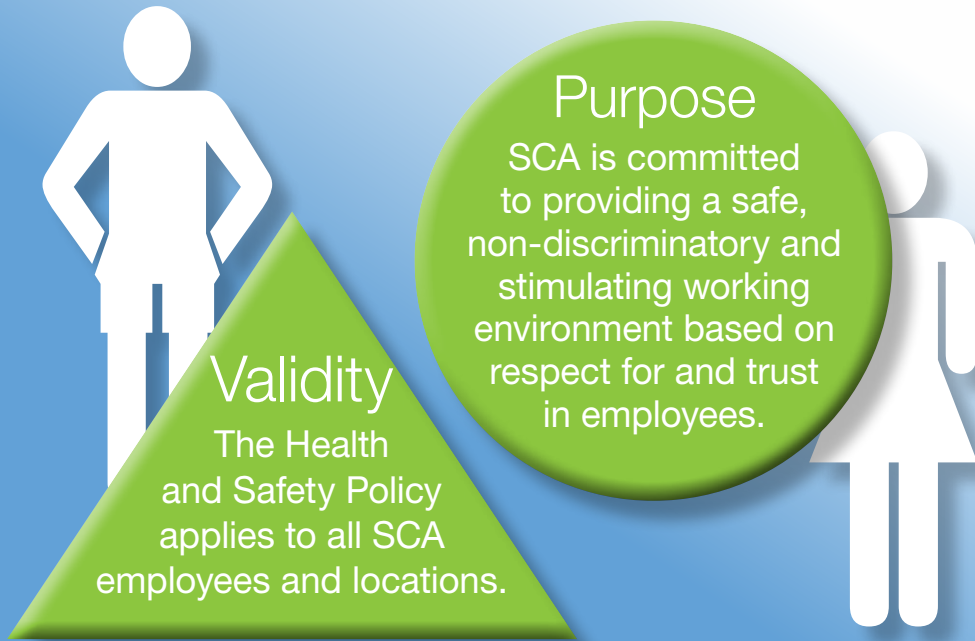 Purpose
SCA is committed
to providing a safe,
non-discriminatory and
stimulating working
environment based on
respect for and trust
in employees.
Validity
The Health
and Safety Policy
applies to all SCA
employees and locations.